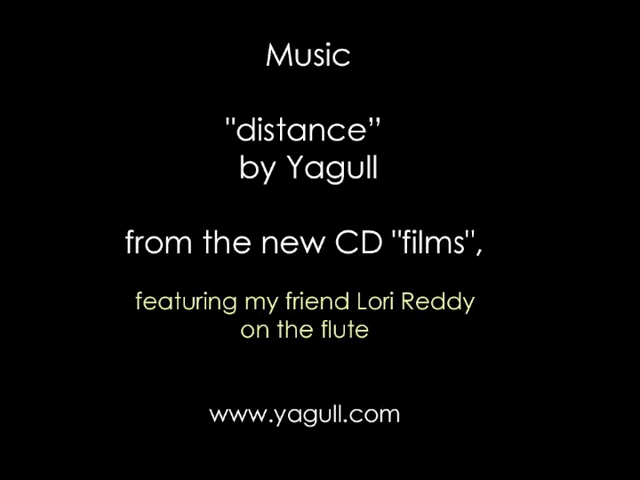 Music
"distance”
by Yagull
from the new CD "films",
featuring my friend Lori Reddy
on the flute
www.yagull.com